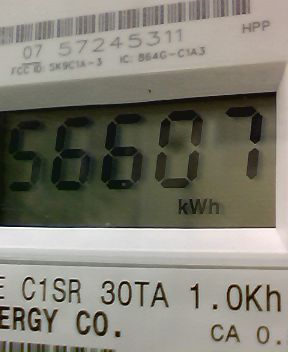 07 57245311 HPP
FCC ID: SK9C1A-3 IC: 864G-C1A3
56607
kWh
E C1SR 30TA 1.0Kh
ERGY CO. CA 0.